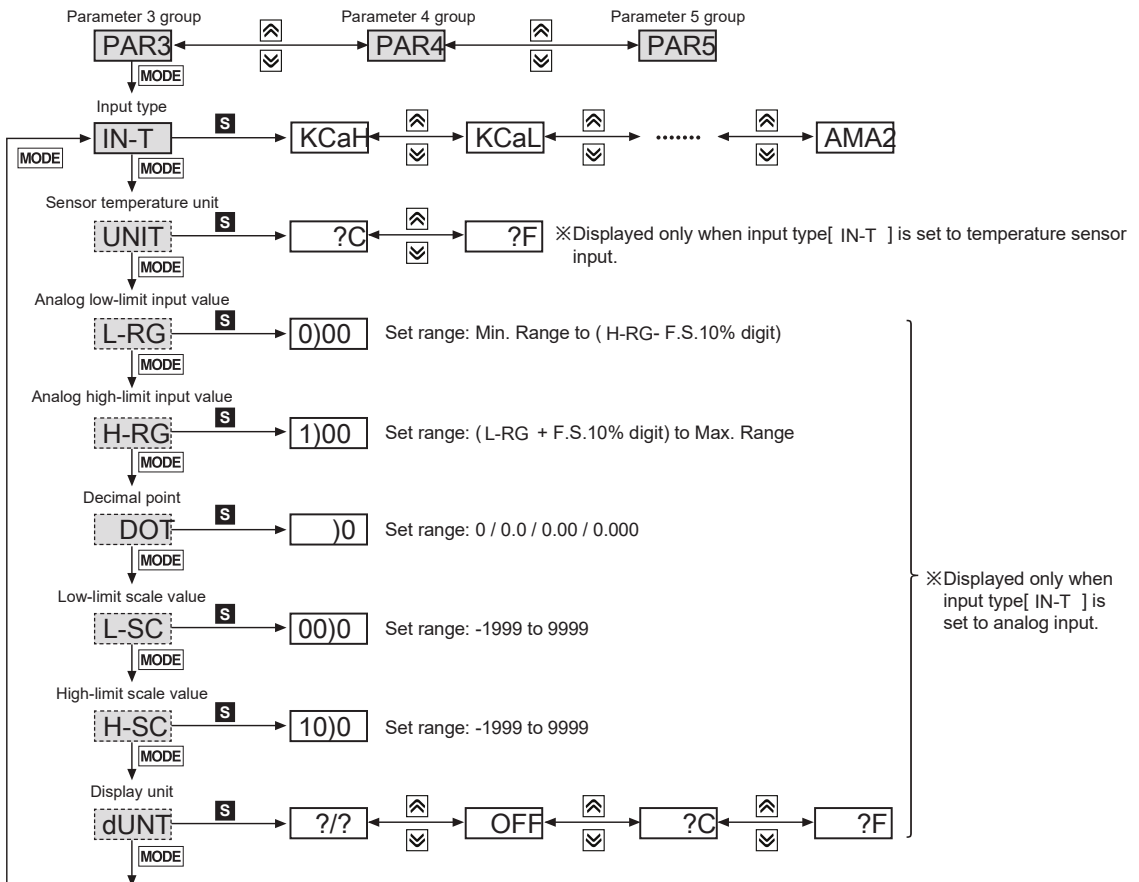 Parameter 3 group Parameter 4 group Parameter 5 group
PAR3 PAR4 PAR5
MODE
Input type
IN-T S KCaH KCaL ....... AMA2
MODE MODE
Sensor temperature unit
UNIT S ?C ?F ※Displayed only when input type[ IN-T ] is set to temperature sensor
input.
MODE
Analog low-limit input value
L-RG S 0)00 Set range: Min. Range to ( H-RG- F.S.10% digit)
MODE
Analog high-limit input value
H-RG S 1)00 Set range: ( L-RG + F.S.10% digit) to Max. Range
MODE
Decimal point
DOT S )0 Set range: 0 / 0.0 / 0.00 / 0.000
MODE
※Displayed only when
input type[ IN-T ] is
set to analog input.
Low-limit scale value
L-SC S 00)0 Set range: -1999 to 9999
MODE
High-limit scale value
H-SC S 10)0 Set range: -1999 to 9999
MODE
Display unit
dUNT S ?/? OFF ?C ?F
MODE